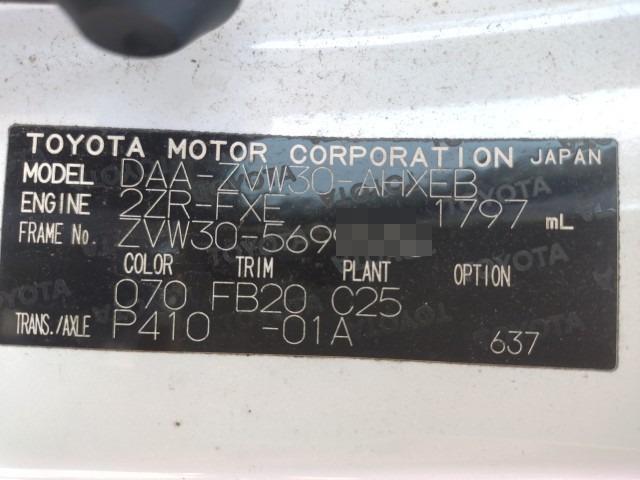 TOYOTA MOTOR CORPORATION JAPAN
MODEL DAA-ZVW30-AHXEB
ENGINE 2ZR-FXE 1797 mL
FRAME No. ZVW30-569
COLOR TRIM PLANT OPTION
070 FB20 C25
TRANS./AXLE P410 -01A
637